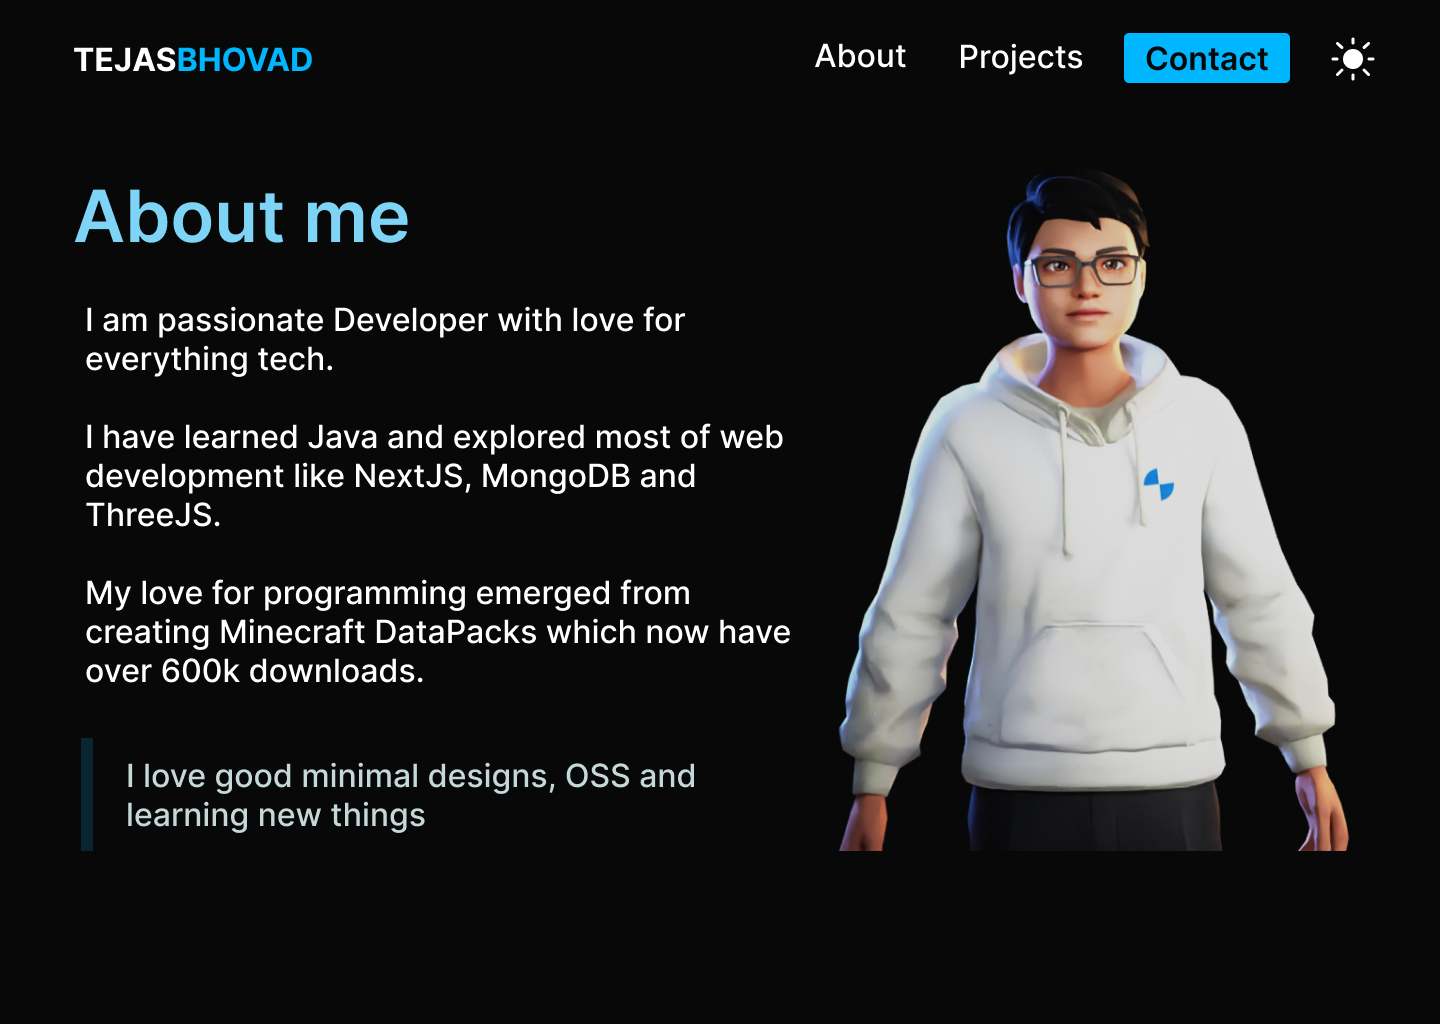 TEJASBHOVAD
About
Projects
Contact
About me
I am passionate Developer with love for
everything tech.
I have learned Java and explored most of web
development like NextJS, MongoDB and
ThreeJS.
My love for programming emerged from
creating Minecraft DataPacks which now have
over 600k downloads.
I love good minimal designs, OSS and
learning new things